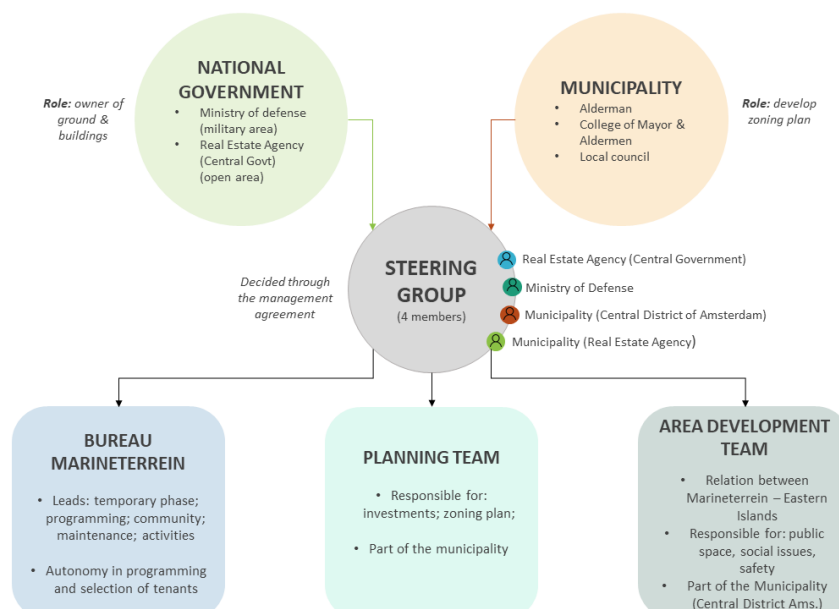 NATIONAL
GOVERNMENT
• Ministry of defense
(military area)
• Real Estate Agency
(Central Govt)
(open area)
Role: owner of
ground &
buildings
MUNICIPALITY
• Alderman
• College of Mayor &
Aldermen
• Local council
Role: develop
zoning plan
STEERING
GROUP
(4 members)
Decided through
the management
agreement
Real Estate Agency (Central Government)
Ministry of Defense
Municipality (Central District of Amsterdam)
Municipality (Real Estate Agency)
BUREAU
MARINETERREIN
• Leads: temporary phase;
programming; community;
maintenance; activities
• Autonomy in programming
and selection of tenants
PLANNING TEAM
• Responsible for:
investments; zoning plan;
• Part of the municipality
AREA DEVELOPMENT
TEAM
• Relation between
Marineterrein – Eastern
Islands
• Responsible for: public
space, social issues,
safety
• Part of the Municipality
(Central District Ams.)